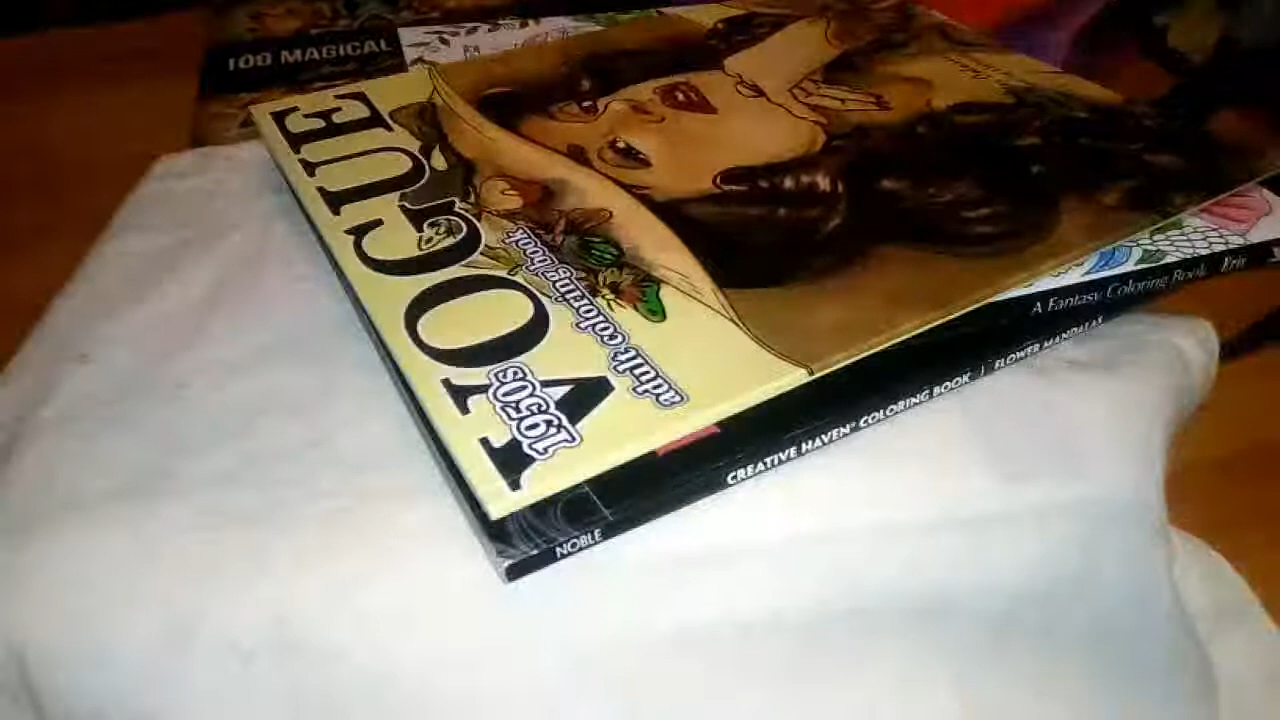 100 MAGICAL
VOGUE
1950s
adult coloring book
A Fantasy Coloring Book
NOBLE
CREATIVE HAVEN® COLORING BOOK | FLOWER MANDALAS